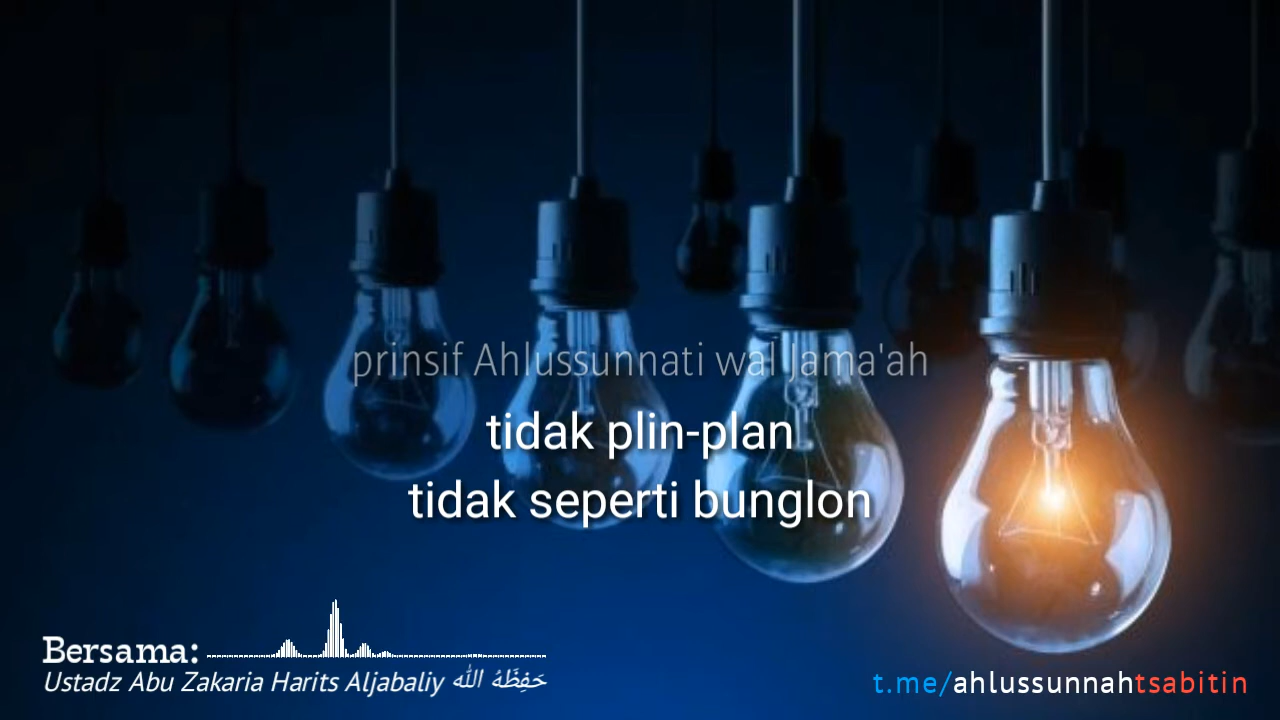 prinsif Ahlussunnati wal Jama'ah
tidak plin-plan
tidak seperti bunglon
Bersama:
Ustadz Abu Zakaria Harits Aljabaliy حَفِظَهُ الله
t.me/ahlussunnahtsabitin